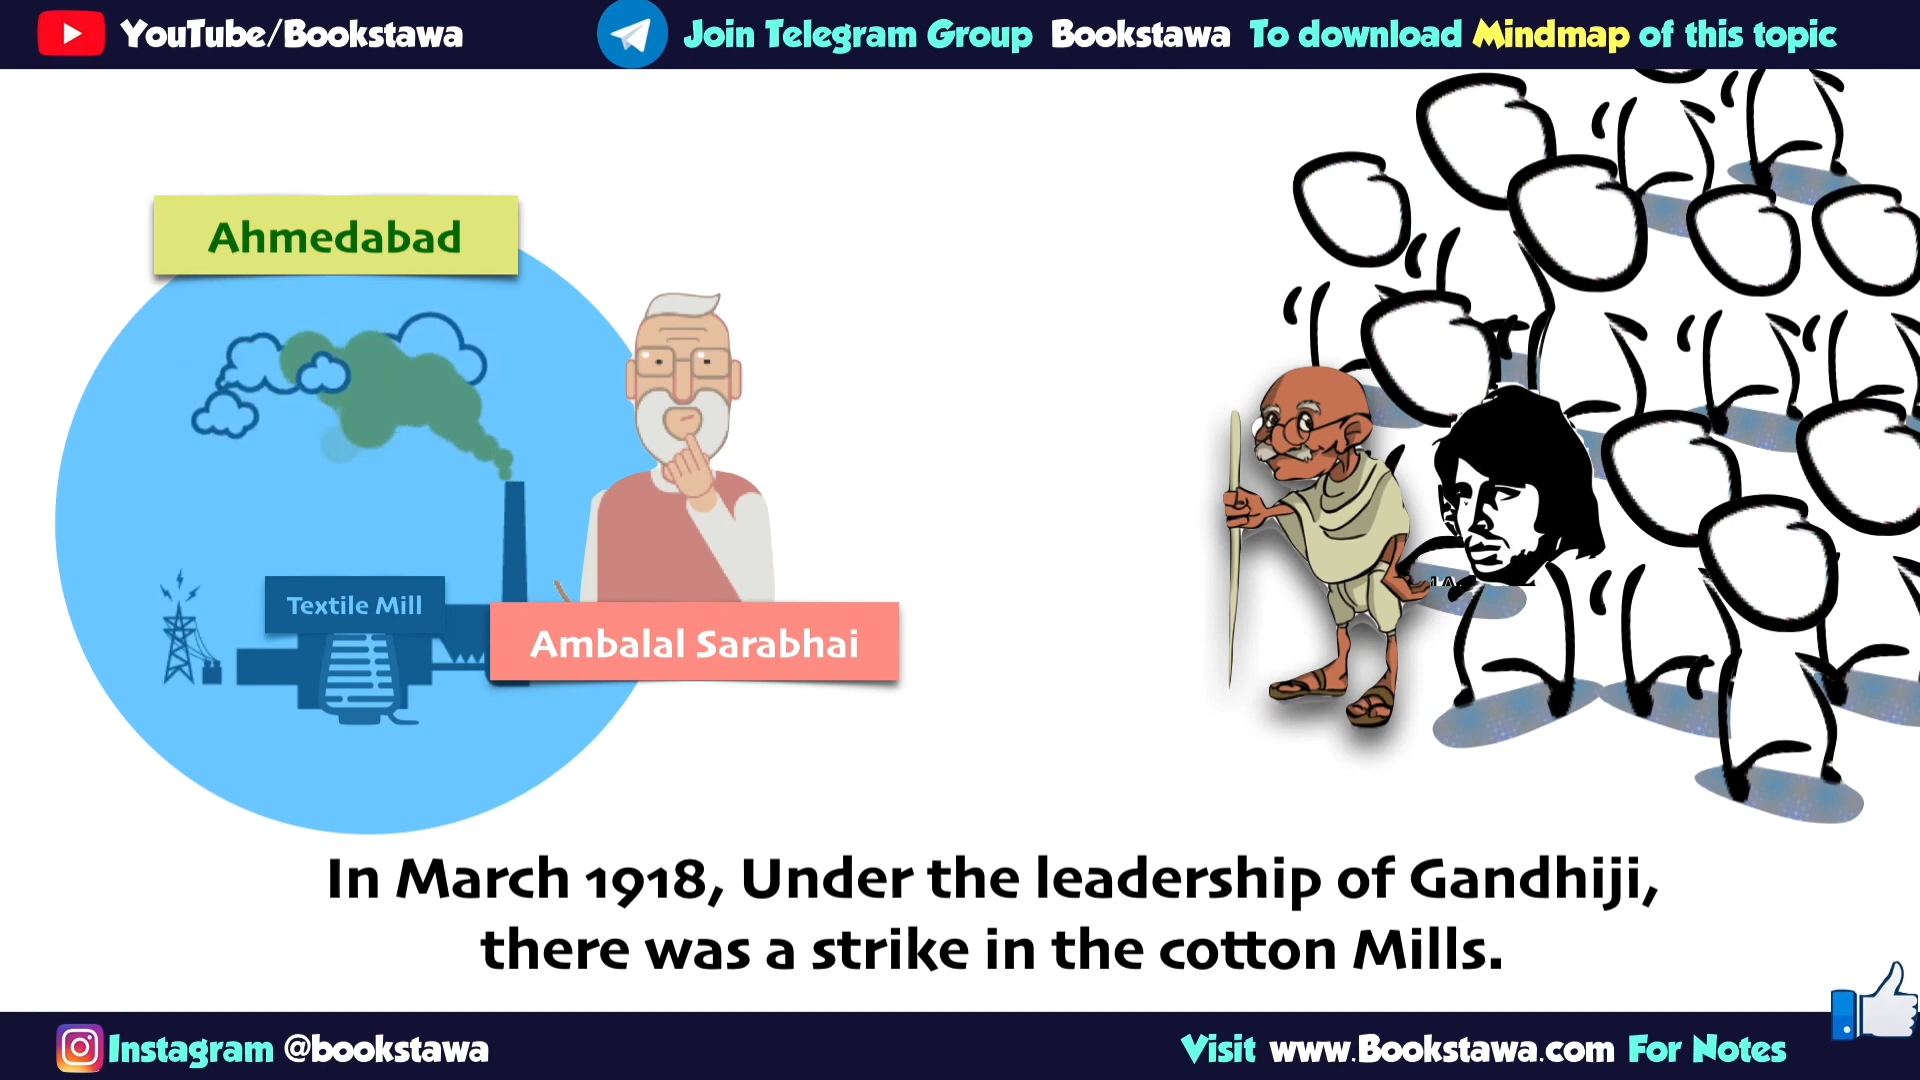 YouTube/Bookstawa
Join Telegram Group Bookstawa To download Mindmap of this topic
Ahmedabad
Textile Mill
Ambalal Sarabhai
In March 1918, Under the leadership of Gandhiji,
there was a strike in the cotton Mills.
Instagram @bookstawa
Visit www.Bookstawa.com For Notes